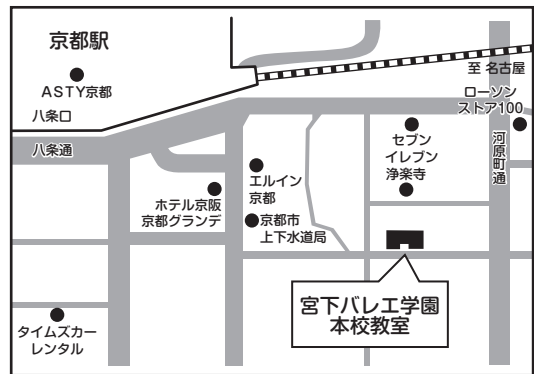 京都駅
ASTY京都
八条口
八条通
至 名古屋
ローソン
ストア100
河原町通
セブン
イレブン
浄楽寺
エルイン
京都
ホテル京阪
京都グランデ
京都市
上下水道局
宮下バレエ学園
本校教室
タイムズカー
レンタル